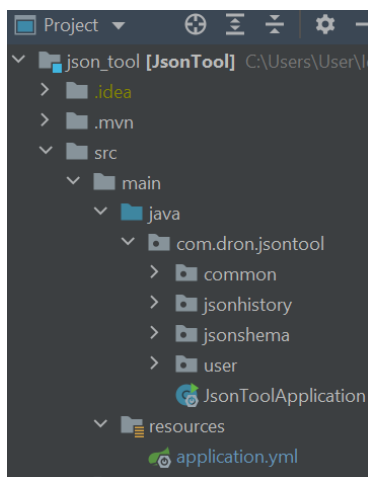 Project
json_tool [JsonTool] C:\Users\User\I
.idea
.mvn
src
main
java
com.dron.jsontool
common
jsonhistory
jsonshema
user
JsonToolApplication
resources
application.yml